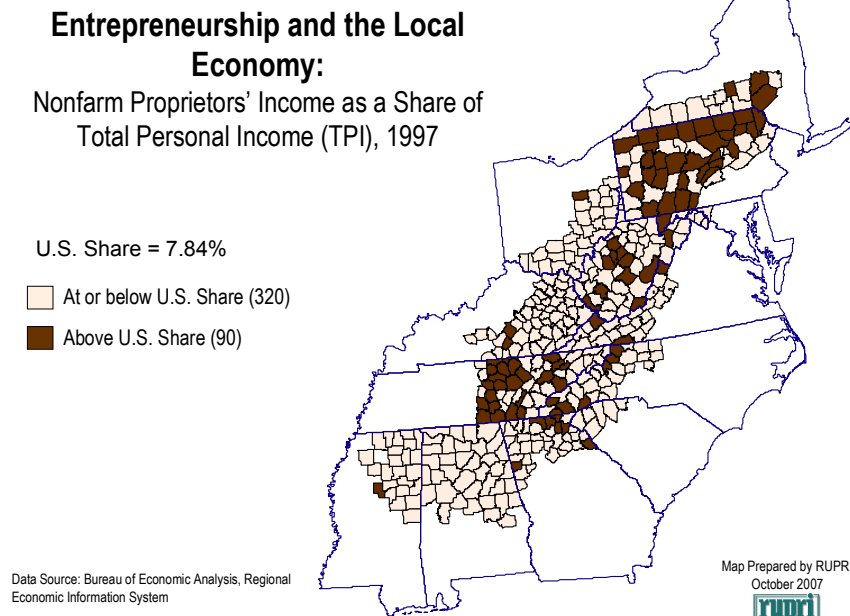 Entrepreneurship and the Local
Economy:
Nonfarm Proprietors' Income as a Share of
Total Personal Income (TPI), 1997
U.S. Share = 7.84%
At or below U.S. Share (320)
Above U.S. Share (90)
Data Source: Bureau of Economic Analysis, Regional
Economic Information System
Map Prepared by RUPR
October 2007
rupri